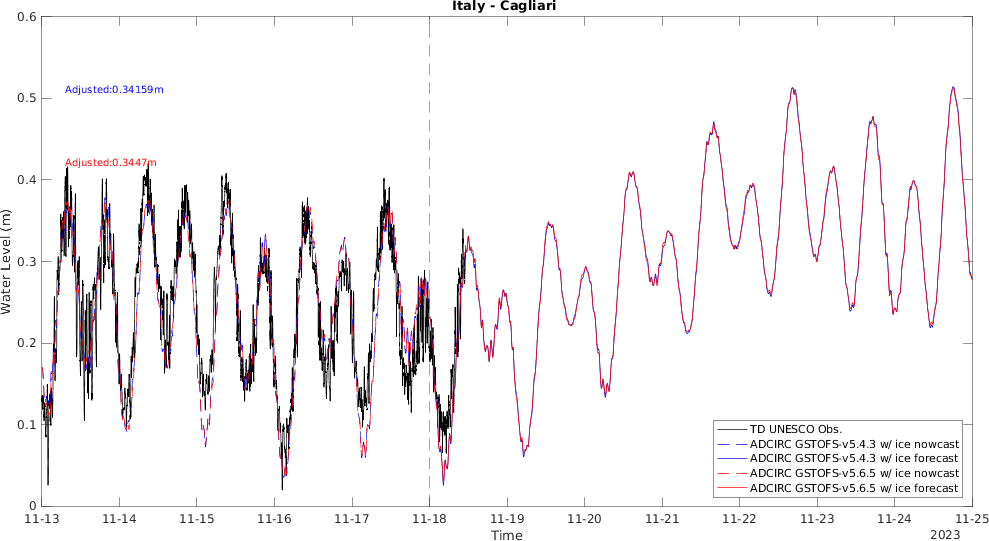 Italy - Cagliari
0.6
0.5
0.4
0.3
0.2
0.1
0
Water Level (m)
Adjusted:0.34159m
Adjusted:0.3447m
TD UNESCO Obs.
ADCIRC GSTOFS-v5.4.3 w/ ice nowcast
ADCIRC GSTOFS-v5.4.3 w/ ice forecast
ADCIRC GSTOFS-v5.6.5 w/ ice nowcast
ADCIRC GSTOFS-v5.6.5 w/ ice forecast
11-13 11-14 11-15 11-16 11-17 11-18 11-19 11-20 11-21 11-22 11-23 11-24 11-25
Time
2023